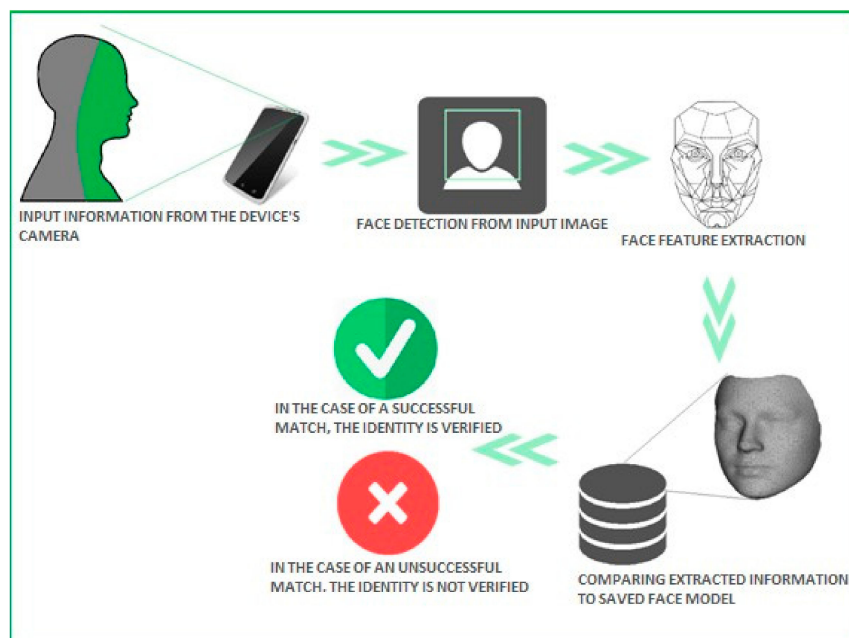 INPUT INFORMATION FROM THE DEVICE'S
CAMERA
FACE DETECTION FROM INPUT IMAGE
FACE FEATURE EXTRACTION
IN THE CASE OF A SUCCESSFUL
MATCH, THE IDENTITY IS VERIFIED
IN THE CASE OF AN UNSUCCESSFUL
MATCH. THE IDENTITY IS NOT VERIFIED
COMPARING EXTRACTED INFORMATION
TO SAVED FACE MODEL